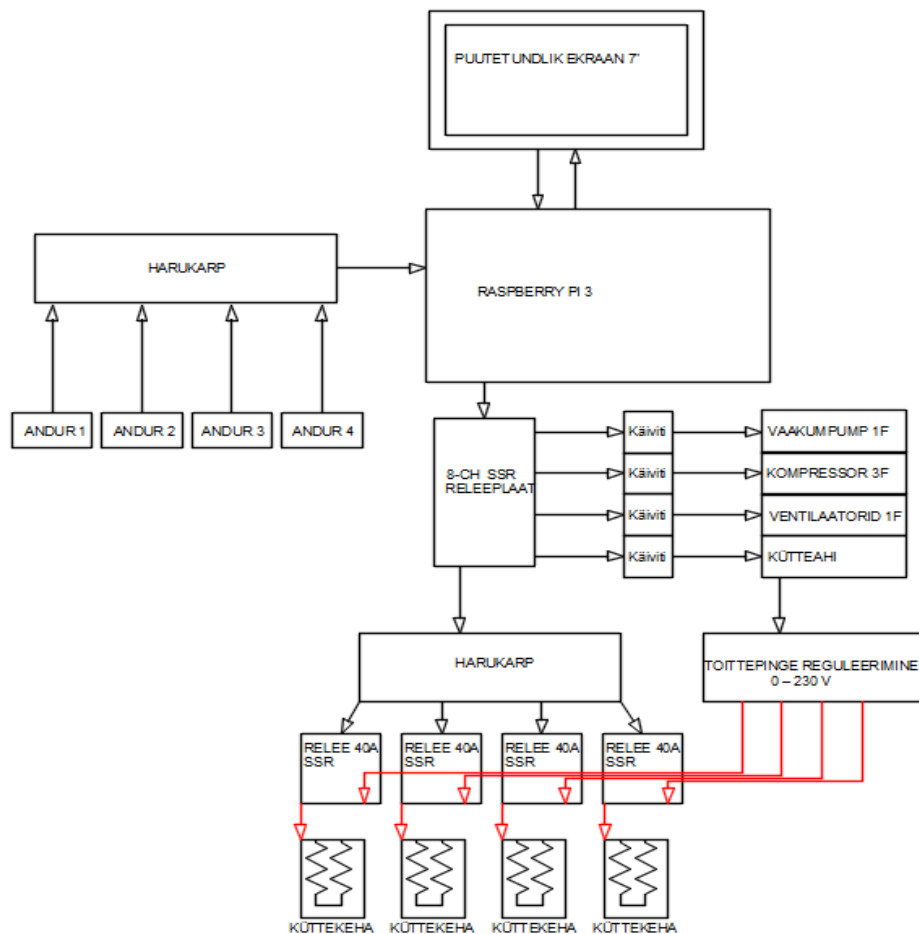 PUUTETUNDLIK EKRAAN 7"
HARUKARP
RASPBERRY PI 3
ANDUR 1
ANDUR 2
ANDUR 3
ANDUR 4
8-CH SSR
RELEEPLAAT
Käiviti
VAAKUMPUMP 1F
Käiviti
KOMPRESSOR 3F
Käiviti
VENTILAATORID 1F
Käiviti
KÜTTEAHI
HARUKARP
TOITTEPINGE REGULEERIMINE
0 – 230 V
RELEE 40A
SSR
RELEE 40A
SSR
RELEE 40A
SSR
RELEE 40A
SSR
KÜTTEKEHA
KÜTTEKEHA
KÜTTEKEHA
KÜTTEKEHA